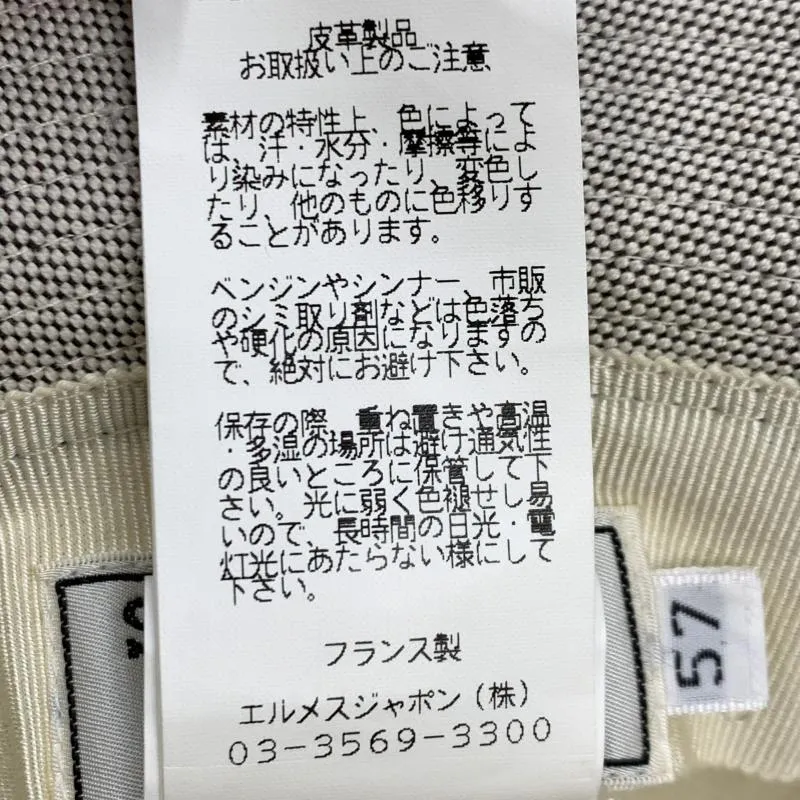 皮革製品
お取扱い上のご注意
素材の特性上、色によって
は、汗・水分・摩擦等によ
り染みになったり、変色し
たり、他のものに色移りす
ることがあります。
ベンジンやシンナー、市販
のシミ取り剤などは色落ち
や硬化の原因になりますの
で、絶対にお避け下さい。
保存の際、重ね置きや高温
・多湿の場所は避け通気性
の良いところに保管して下
さい。光に弱く色褪せし易
いので、長時間の日光・電
灯光にあたらない様にして
下さい。
フランス製
エルメスジャポン（株）
03-3569-3300
57